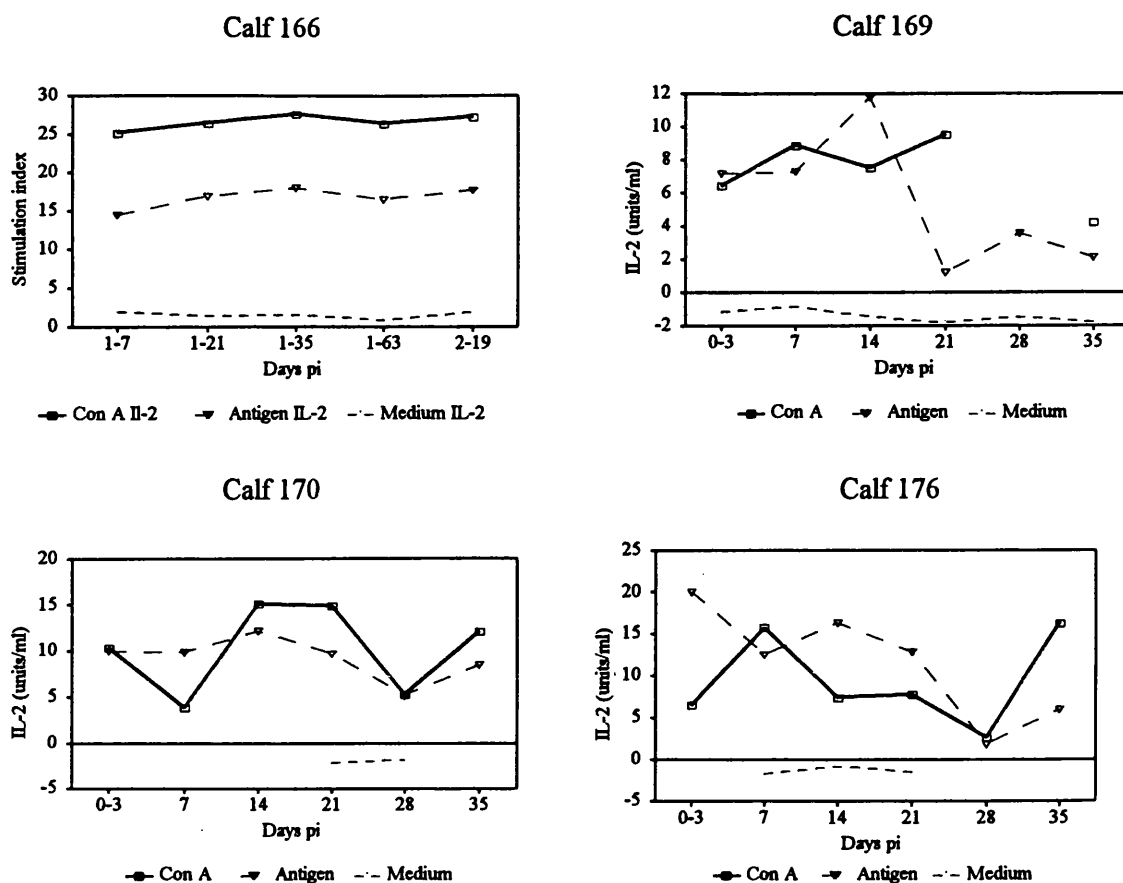 Calf 166
30
25
20
15
10
5
0
Stimulation index
1-7 1-21 1-35 1-63 2-19
Days pi
Con A Il-2 Antigen IL-2 Medium IL-2
Calf 169
12
10
8
6
4
2
0
-2
IL-2 (units/ml)
0-3 7 14 21 28 35
Days pi
Con A Antigen Medium
Calf 170
20
15
10
5
0
-5
IL-2 (units/ml)
0-3 7 14 21 28 35
Days pi
Con A Antigen Medium
Calf 176
25
20
15
10
5
0
-5
IL-2 (units/ml)
0-3 7 14 21 28 35
Days pi
Con A Antigen Medium